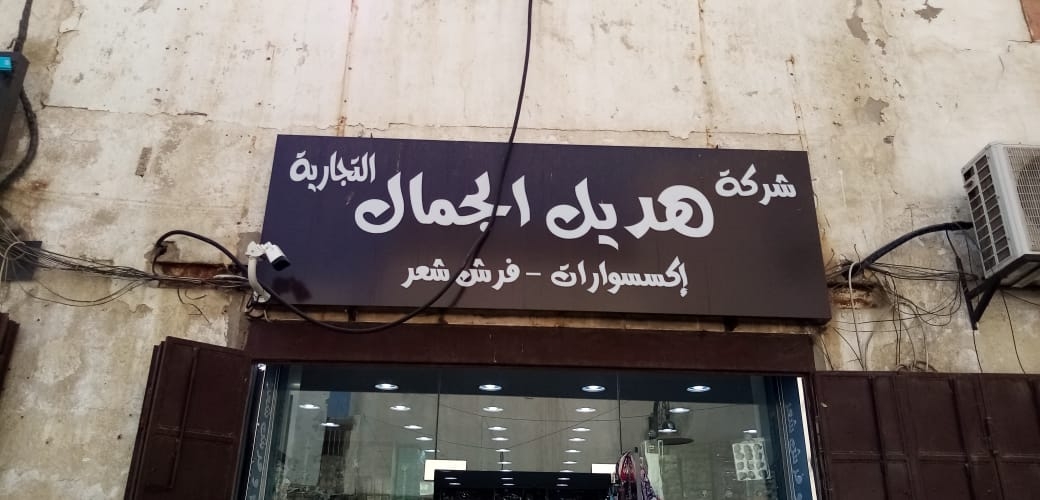 شركة هديل الجمال التجارية
إكسسوارات - فرش شعر